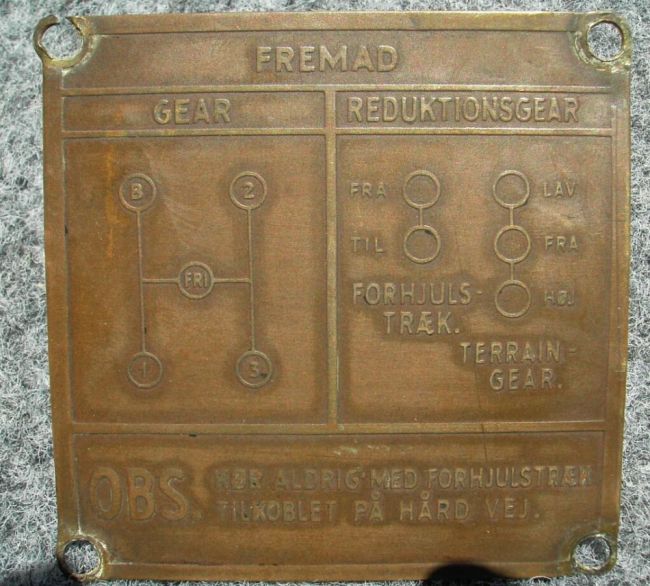 FREMAD
GEAR
B 2
FRI
1 3
REDUKTIONSGEAR
FRA LAV
TIL FRA
HØJ
FORHJULS-
TRÆK.
TERRAIN-
GEAR.
OBS. KØR ALDRIG MED FORHJULSTRÆK
TILKOBLET PÅ HÅRD VEJ.